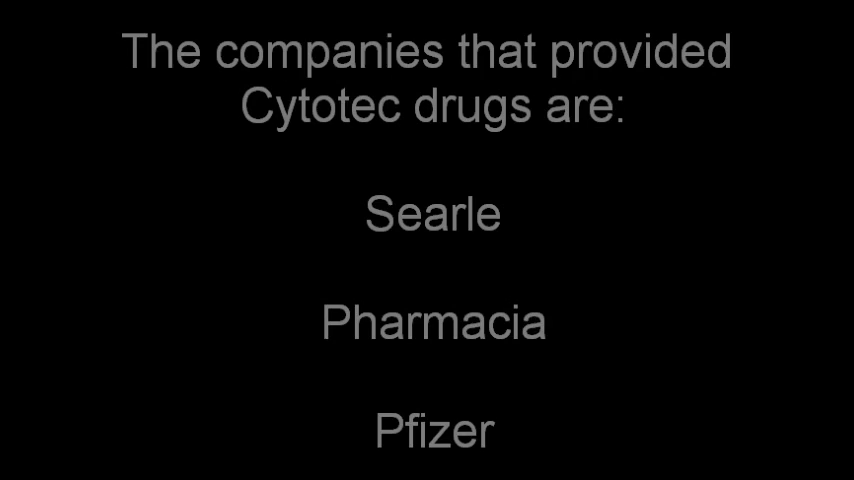 The companies that provided
Cytotec drugs are:
Searle
Pharmacia
Pfizer